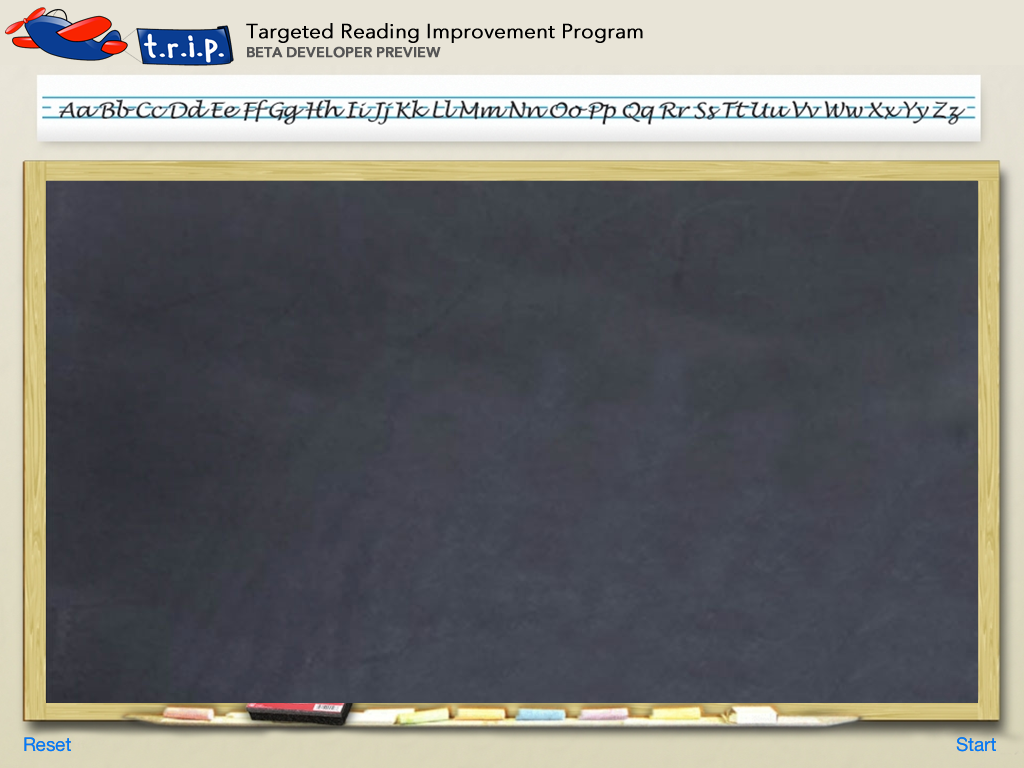 t.r.i.p.
Targeted Reading Improvement Program
BETA DEVELOPER PREVIEW
Aa Bb Cc Dd Ee Ff Gg Hh Ii Jj Kk Ll Mm Nn Oo Pp Qq Rr Ss Tt Uu Vv Ww Xx Yy Zz
Reset
Start